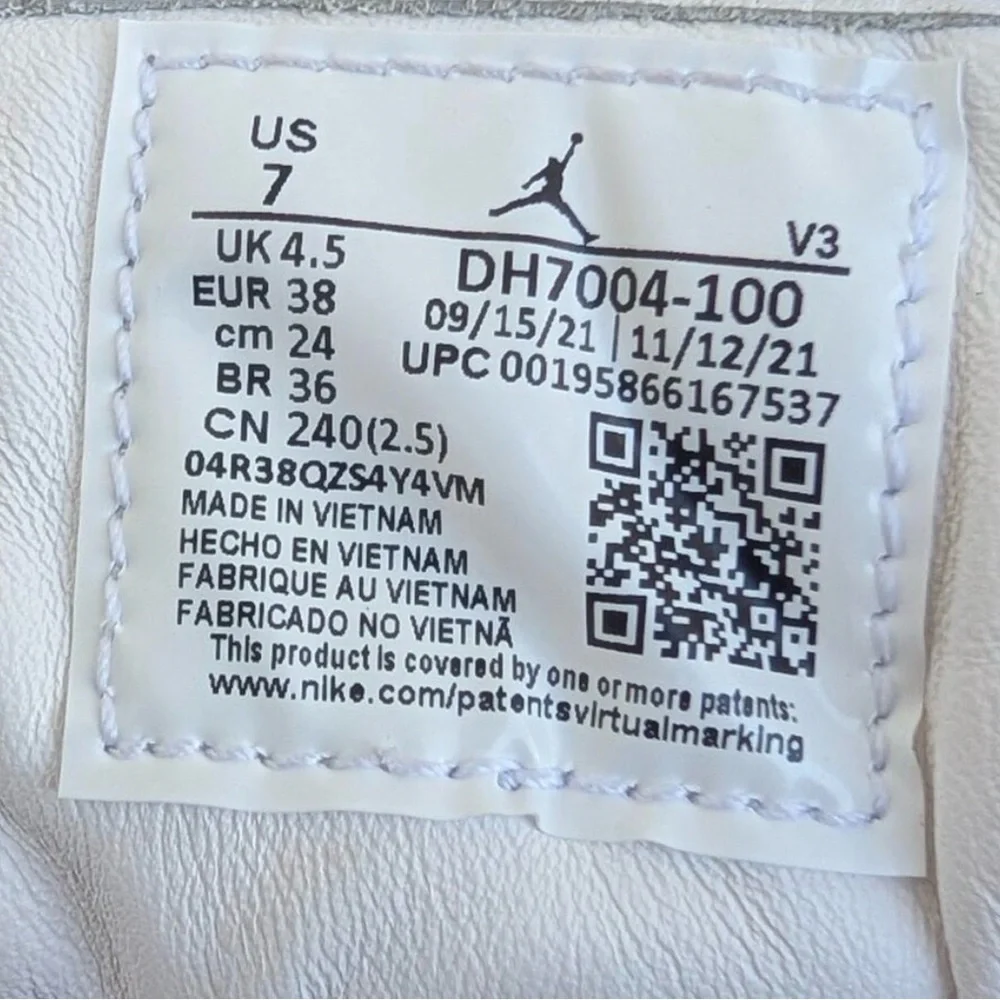 US
7
V3
UK 4.5
DH7004-100
EUR 38
09/15/21 | 11/12/21
cm 24
UPC 00195866167537
BR 36
CN 240(2.5)
04R38QZS4Y4VM
MADE IN VIETNAM
HECHO EN VIETNAM
FABRIQUE AU VIETNAM
FABRICADO NO VIETNÃ
This product is covered by one or more patents:
www.nike.com/patentsvirtualmarking